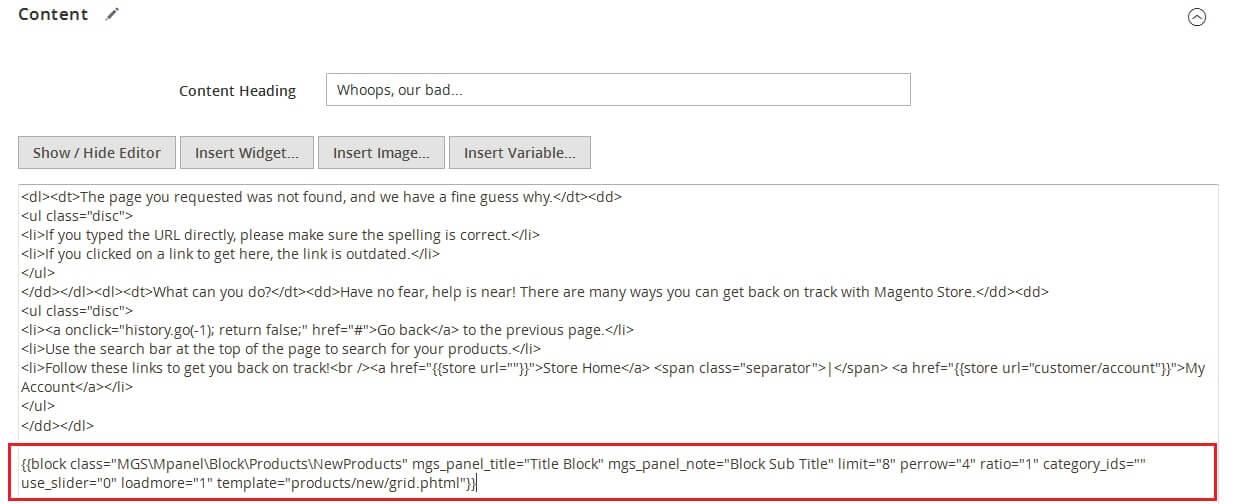 Content
Content Heading
Whoops, our bad...
Show / Hide Editor Insert Widget... Insert Image... Insert Variable...
<dl><dt>The page you requested was not found, and we have a fine guess why.</dt><dd>
<ul class="disc">
<li>If you typed the URL directly, please make sure the spelling is correct.</li>
<li>If you clicked on a link to get here, the link is outdated.</li>
</ul>
</dd></dl><dl><dt>What can you do?</dt><dd>Have no fear, help is near! There are many ways you can get back on track with Magento Store.</dd><dd>
<ul class="disc">
<li><a onclick="history.go(-1); return false;" href="#">Go back</a> to the previous page.</li>
<li>Use the search bar at the top of the page to search for your products.</li>
<li>Follow these links to get you back on track!<br /><a href="{{store url=""}}">Store Home</a> <span class="separator">|</span> <a href="{{store url="customer/account"}}">My
Account</a></li>
</ul>
</dd></dl>
{{block class="MGS\Mpanel\Block\Products\NewProducts" mgs_panel_title="Title Block" mgs_panel_note="Block Sub Title" limit="8" perrow="4" ratio="1" category_ids=""
use_slider="0" loadmore="1" template="products/new/grid.phtml"}}